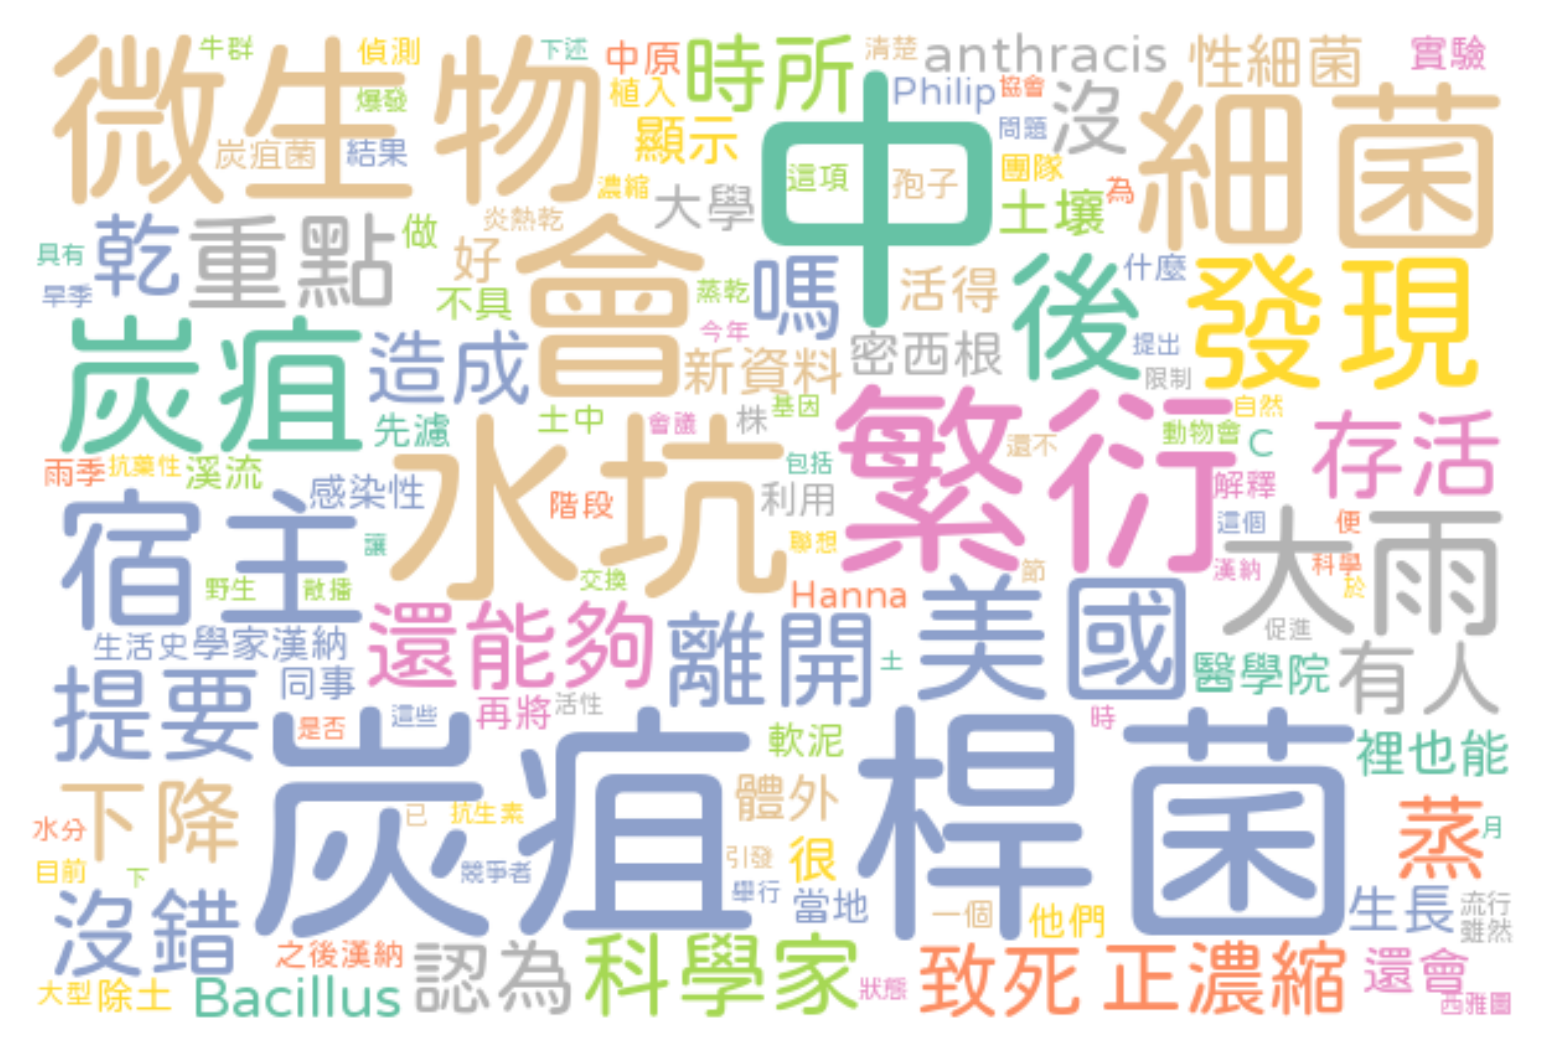 微生物
牛群
偵測
下述
中原
時所
清楚
anthracis
性細菌
實驗
爆發
植入
Philip
協會
沒
細菌
炭疽菌
結果
顯示
中
問題
濃縮
這項
孢子
團隊
為
大學
土壤
具有
乾
重點
做
炎熱乾
好
會
旱季
不具
蒸乾
嗎
活得
後
什麼
發現
炭疽
造成
今年
新資料
密西根
提出
限制
先濾
土中
會議
株
基因
繁衍
自然
動物會
C
存活
雨季
抗藥性
溪流
水坑
包括
還不
解釋
感染性
階段
利用
這個
便
大雨
宿主
讓
聯想
漢納
科學
於
野生
散播
交換
Hanna
節
美國
促進
生活史
學家漢納
還能夠
離開
土
醫學院
有人
提要
同事
再將
活性
是否
這些
時
炭疽
桿菌
軟泥
裡也能
下降
已
抗生素
體外
蒸
月
水分
目前
下
競爭者
引發
很
舉行
當地
一個
他們
生長
流行
雖然
沒錯
之後漢納
認為
科學家
致死
正濃縮
還會
大型
除土
Bacillus
狀態
西雅圖